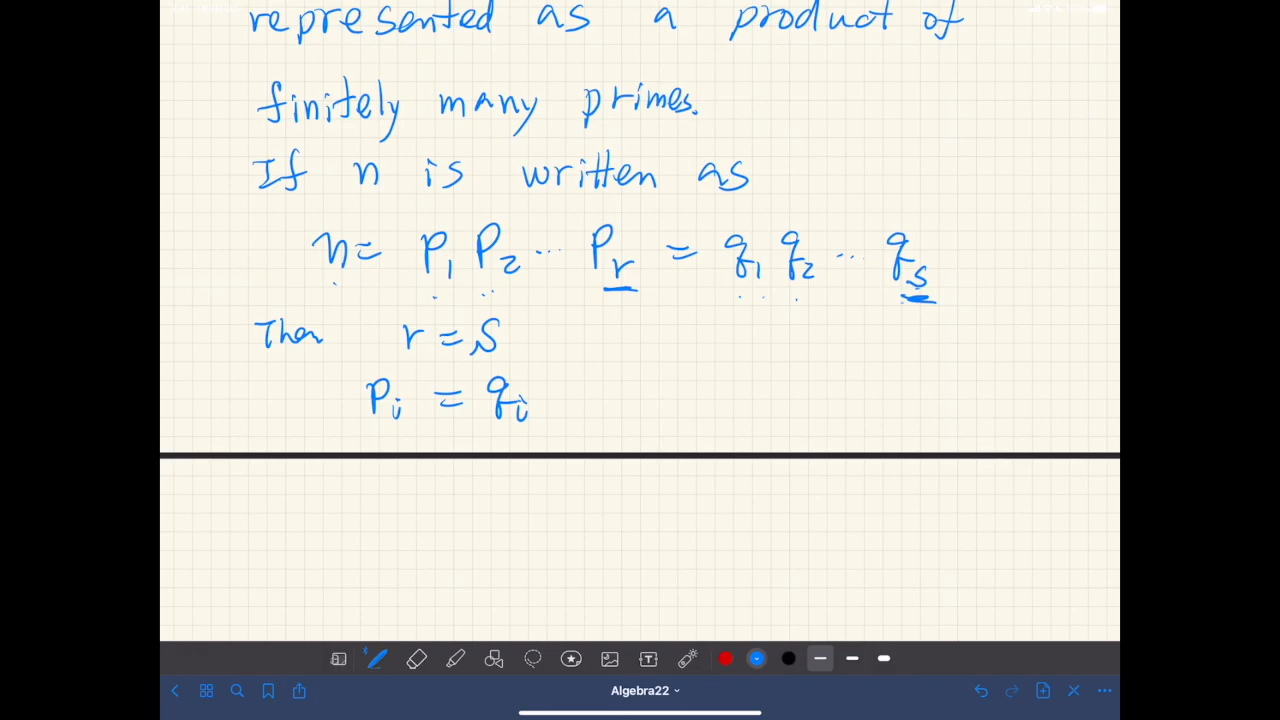 represented as a product of
finitely many primes.
If n is written as
n = p₁ p₂ ... pᵣ = q₁ q₂ ... qₛ
Then r = s
pᵢ = qᵢ
Algebra22